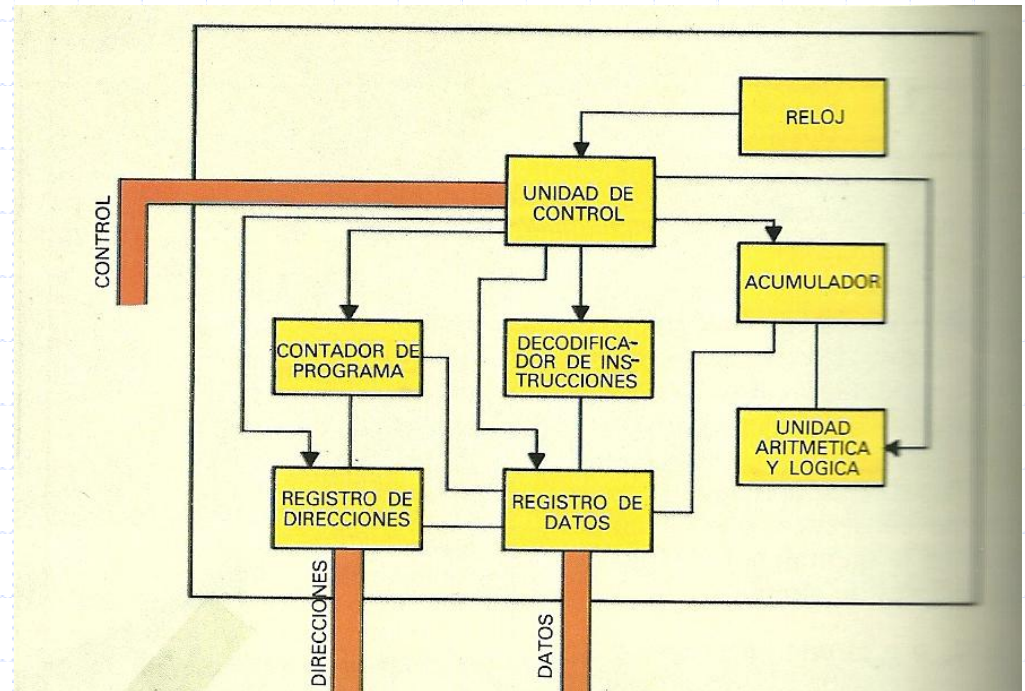 RELOJ
UNIDAD DE
CONTROL
CONTROL
ACUMULADOR
CONTADOR DE
PROGRAMA
DECODIFICA-
DOR DE INS-
TRUCCIONES
UNIDAD
ARITMETICA
Y LOGICA
REGISTRO DE
DIRECCIONES
REGISTRO DE
DATOS
DIRECCIONES
DATOS